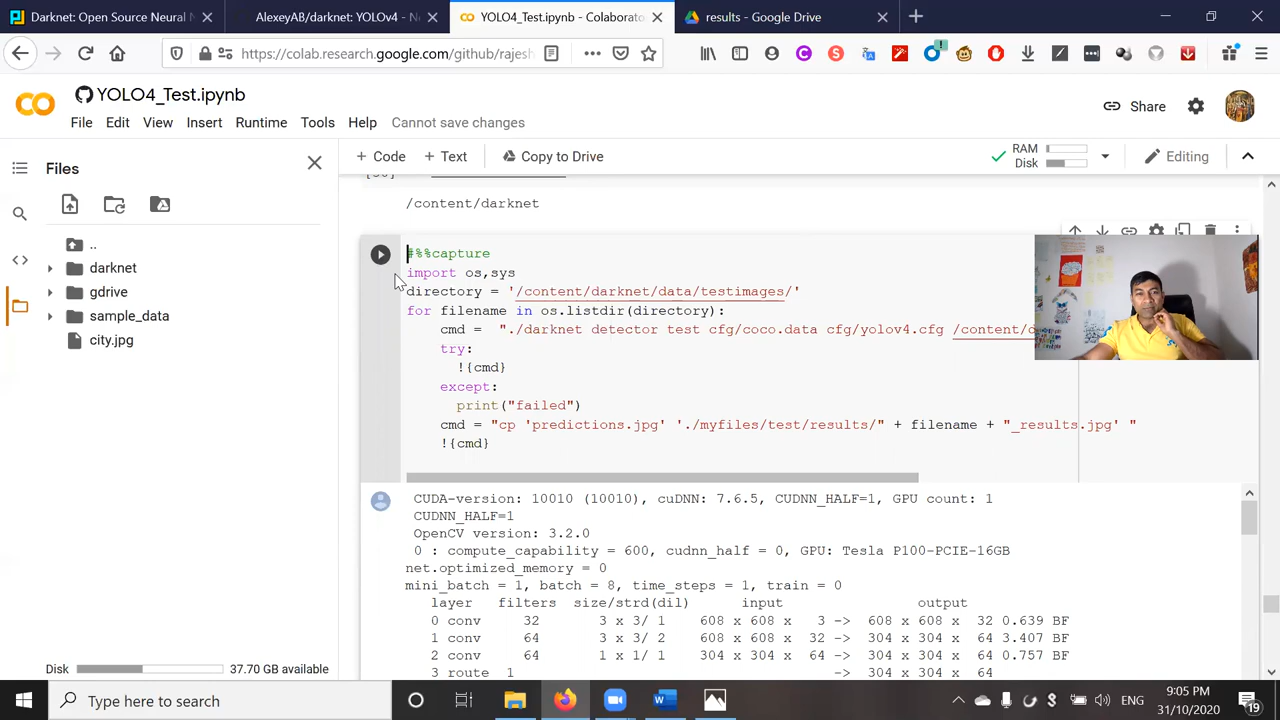 Darknet: Open Source Neural N
AlexeyAB/darknet: YOLOv4 - Ne
YOLO4_Test.ipynb - Colaborato
results - Google Drive
https://colab.research.google.com/github/rajesh
YOLO4_Test.ipynb
File Edit View Insert Runtime Tools Help Cannot save changes
Share
Files
+ Code + Text Copy to Drive
RAM
Disk
Editing
..
darknet
gdrive
sample_data
city.jpg
/content/darknet
#%%capture
import os,sys
directory = '/content/darknet/data/testimages/'
for filename in os.listdir(directory):
cmd = "./darknet detector test cfg/coco.data cfg/yolov4.cfg /content/d
try:
!{cmd}
except:
print("failed")
cmd = "cp 'predictions.jpg' './myfiles/test/results/" + filename + "_results.jpg' "
!{cmd}
CUDA-version: 10010 (10010), cuDNN: 7.6.5, CUDNN_HALF=1, GPU count: 1
CUDNN_HALF=1
OpenCV version: 3.2.0
0 : compute_capability = 600, cudnn_half = 0, GPU: Tesla P100-PCIE-16GB
net.optimized_memory = 0
mini_batch = 1, batch = 8, time_steps = 1, train = 0
layer filters size/strd(dil) input output
0 conv 32 3 x 3/ 1 608 x 608 x 3 -> 608 x 608 x 32 0.639 BF
1 conv 64 3 x 3/ 2 608 x 608 x 32 -> 304 x 304 x 64 3.407 BF
2 conv 64 1 x 1/ 1 304 x 304 x 64 -> 304 x 304 x 64 0.757 BF
3 route 1 -> 304 x 304 x 64
Disk 37.70 GB available
Type here to search
ENG
9:05 PM
31/10/2020
19